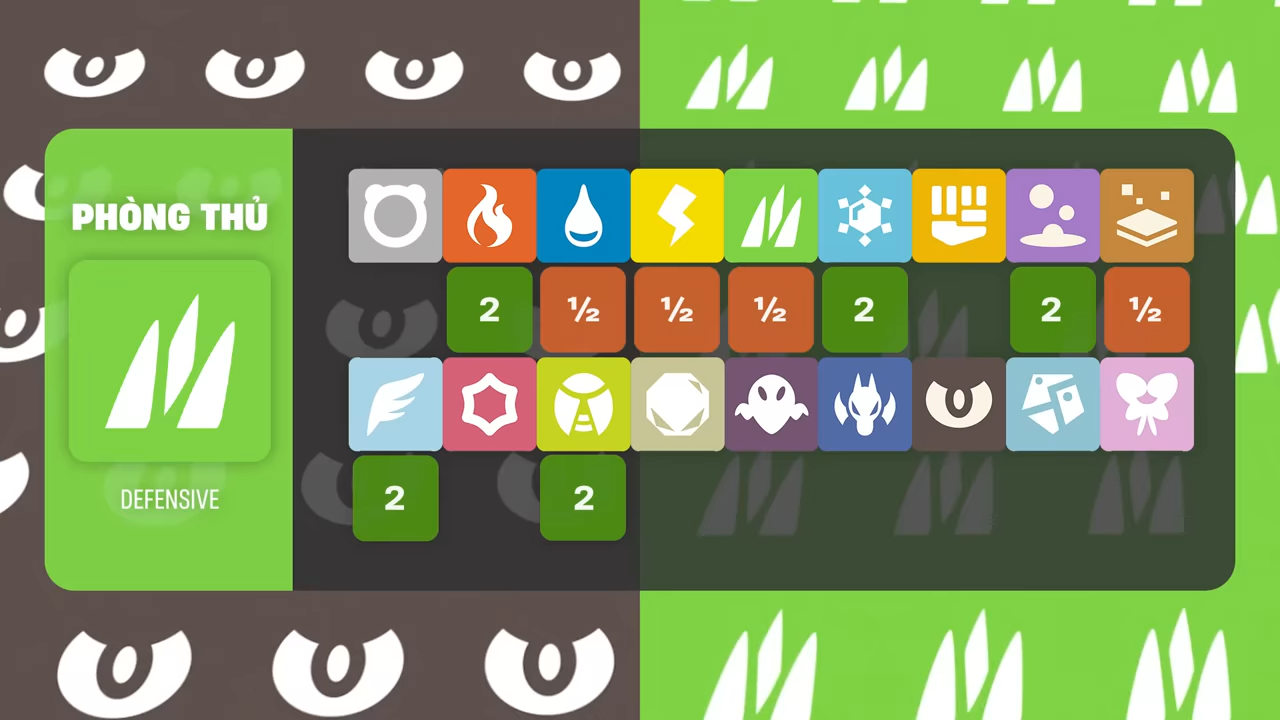 PHÒNG THỦ
DEFENSIVE
2 ½ ½ ½ 2 2 ½
2 2